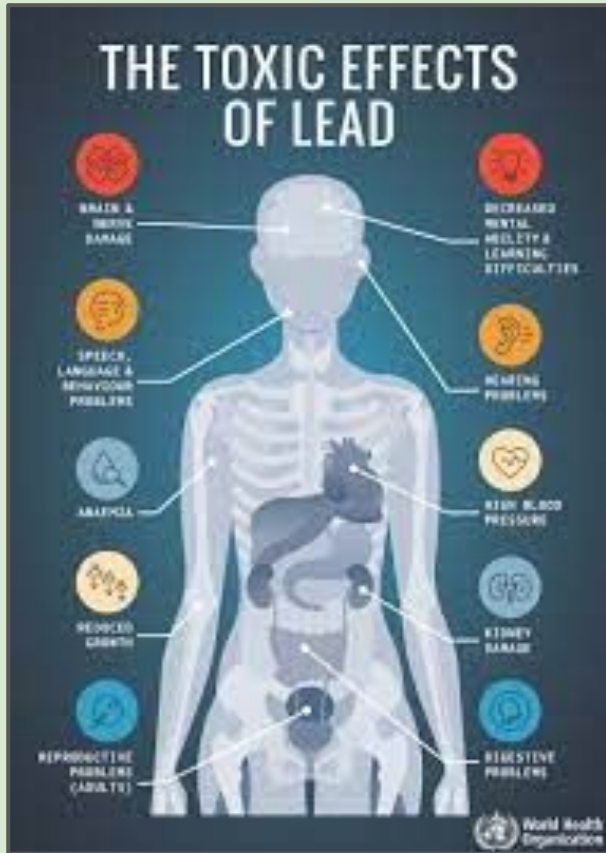 THE TOXIC EFFECTS
OF LEAD
BRAIN &
NERVE
DAMAGE
SPEECH,
LANGUAGE &
BEHAVIOUR
PROBLEMS
ANAEMIA
REDUCED
GROWTH
REPRODUCTIVE
PROBLEMS
(ADULTS)
DECREASED
MENTAL
ABILITY &
LEARNING
DIFFICULTIES
HEARING
PROBLEMS
HIGH BLOOD
PRESSURE
KIDNEY
DAMAGE
DIGESTIVE
PROBLEMS
World Health
Organization